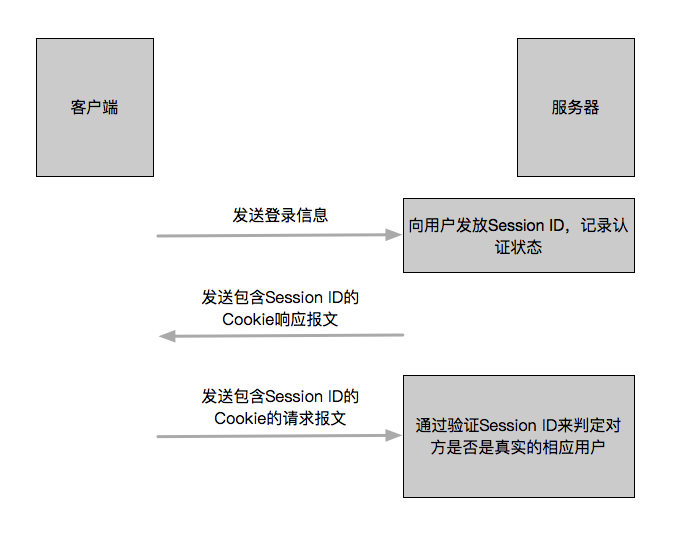 客户端
服务器
发送登录信息
向用户发放Session ID，记录认
证状态
发送包含Session ID的
Cookie响应报文
发送包含Session ID的
Cookie的请求报文
通过验证Session ID来判定对
方是否是真实的相应用户